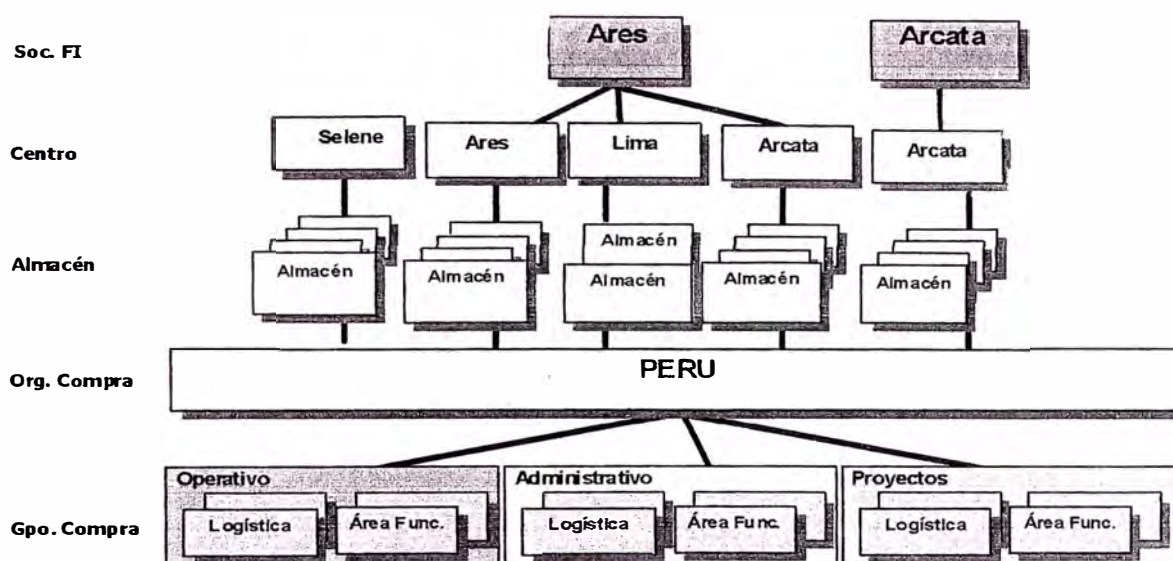 Soc. FI
Ares
Arcata
Centro
Selene
Ares
Lima
Arcata
Arcata
Almacén
Almacén
Almacén
Almacén
Almacén
Almacén
Almacén
Org. Compra
PERU
Gpo. Compra
Operativo
Logística
Área Func.
Administrativo
Logística
Área Func.
Proyectos
Logística
Área Func.